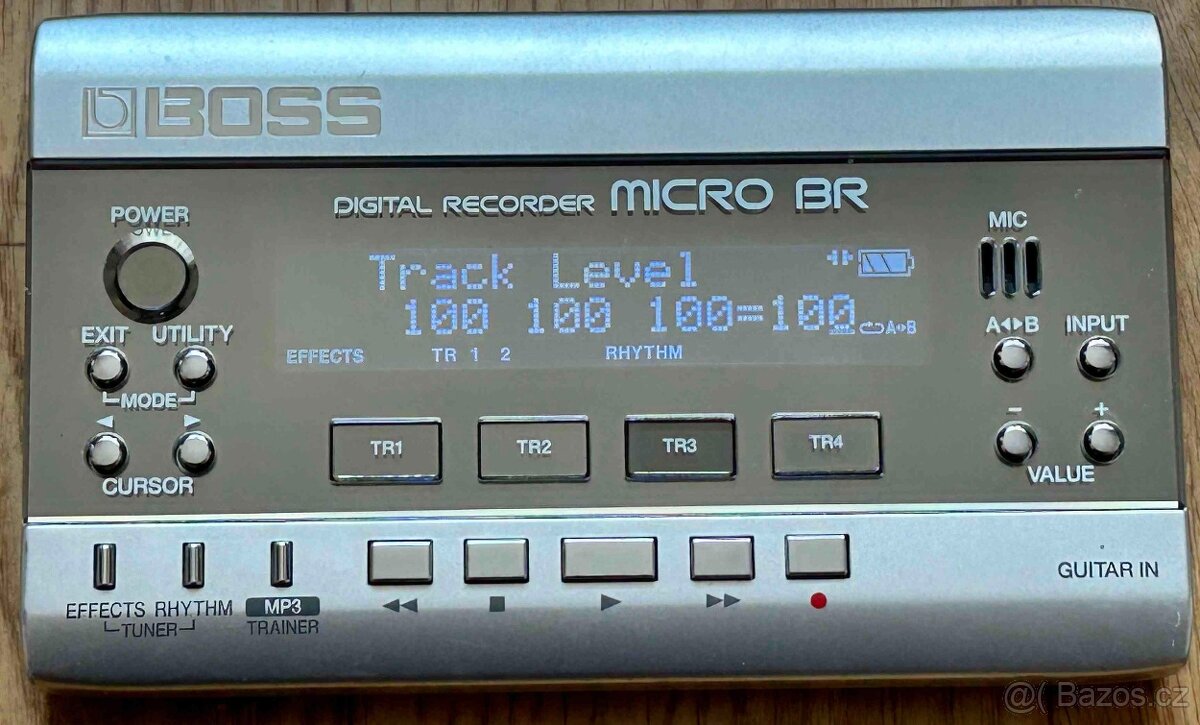 BOSS
DIGITAL RECORDER MICRO BR
POWER
MIC
Track Level
100 100 100=100
A↔B
EFFECTS TR 1 2 RHYTHM
EXIT UTILITY
MODE
A◂▸B INPUT
◄ ►
CURSOR
TR1 TR2 TR3 TR4
− +
VALUE
GUITAR IN
EFFECTS RHYTHM
TUNER
MP3
TRAINER
◄◄ ■ ► ►► ●
@( Bazos.cz